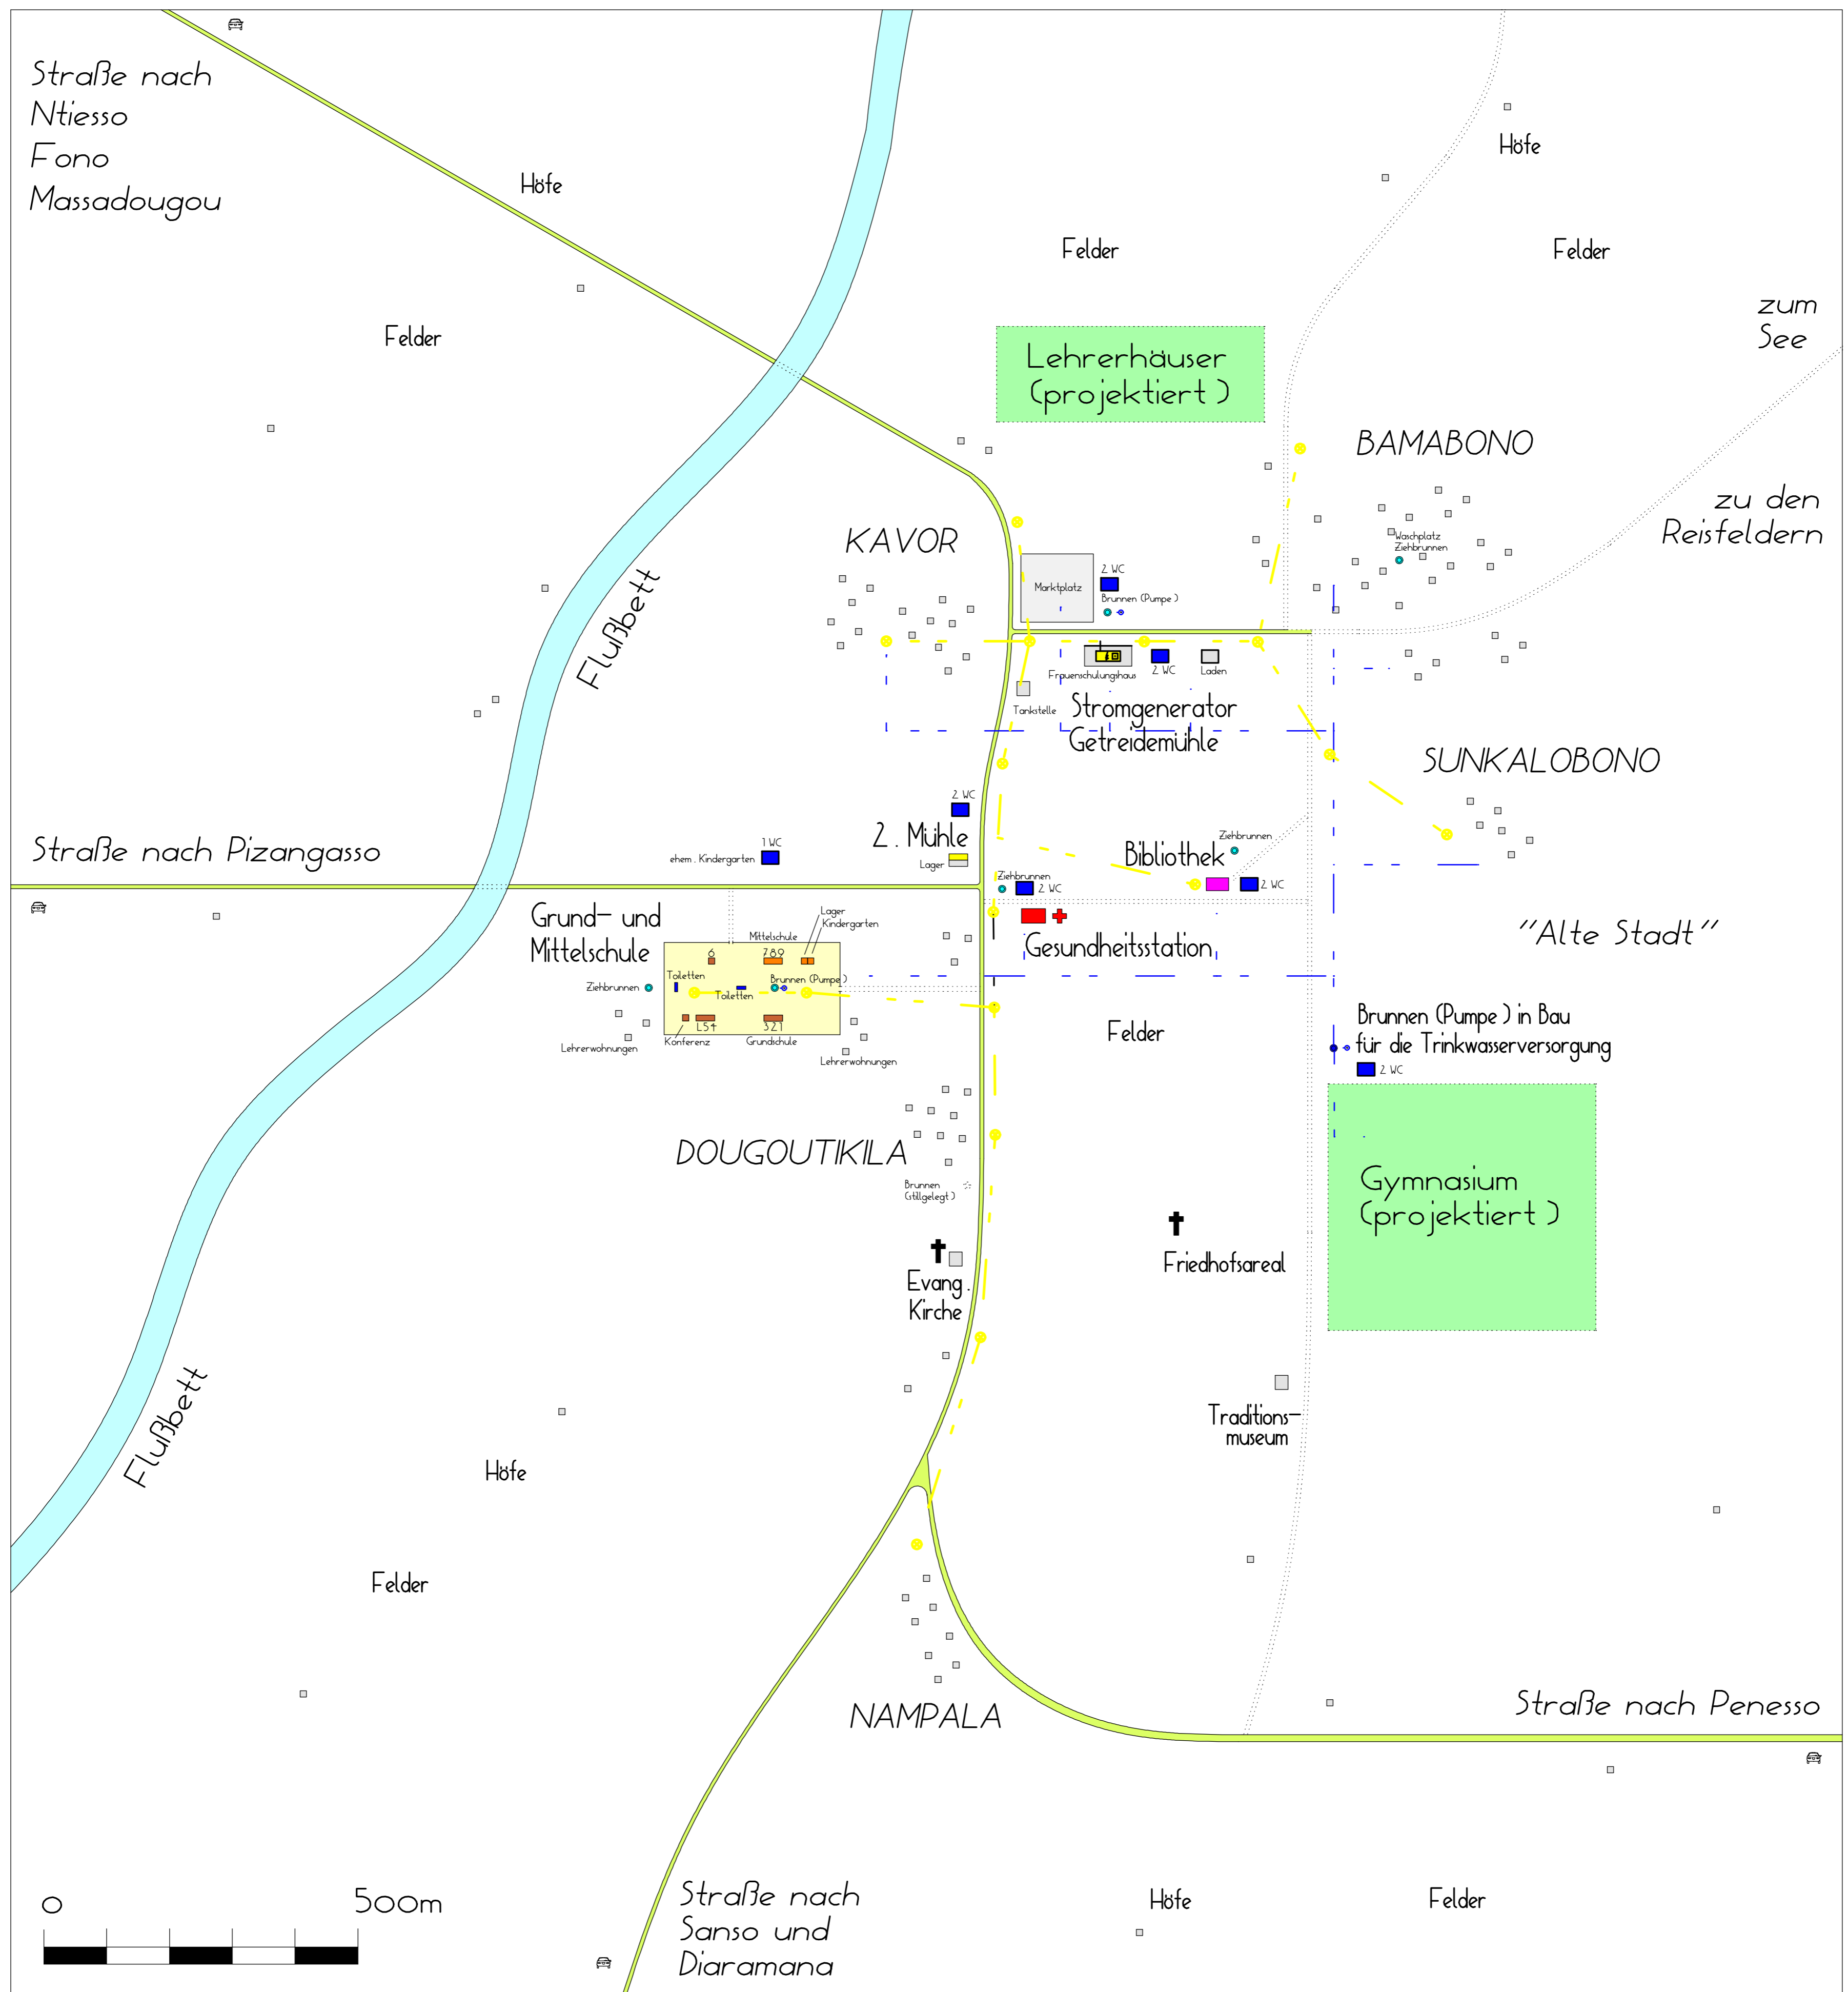 Straße nach
Ntiesso
Fono
Massadougou
Höfe
Höfe
Felder
Felder
Felder
zum
See
Lehrerhäuser
(projektiert)
BAMABONO
zu den
Reisfeldern
KAVOR
Waschplatz
Ziehbrunnen
Flußbett
Marktplatz
2 WC
Brunnen (Pumpe)
Frauenschulungshaus
2 WC
Laden
Tankstelle
Stromgenerator
Getreidemühle
SUNKALOBONO
2 WC
2. Mühle
Lager
Straße nach Pizangasso
ehem. Kindergarten
1 WC
Bibliothek
Ziehbrunnen
2 WC
Ziehbrunnen
2 WC
Gesundheitsstation
"Alte Stadt"
Grund- und
Mittelschule
Lager
Kindergarten
Mittelschule
6
789
Toiletten
Brunnen (Pumpe)
Ziehbrunnen
Toiletten
L54
321
Konferenz
Grundschule
Lehrerwohnungen
Lehrerwohnungen
Felder
Brunnen (Pumpe) in Bau
für die Trinkwasserversorgung
2 WC
DOUGOUTIKILA
Brunnen
(stillgelegt)
Gymnasium
(projektiert)
Friedhofsareal
Evang.
Kirche
Flußbett
Traditions-
museum
Höfe
Felder
NAMPALA
Straße nach Penesso
0
500m
Straße nach
Sanso und
Diaramana
Höfe
Felder